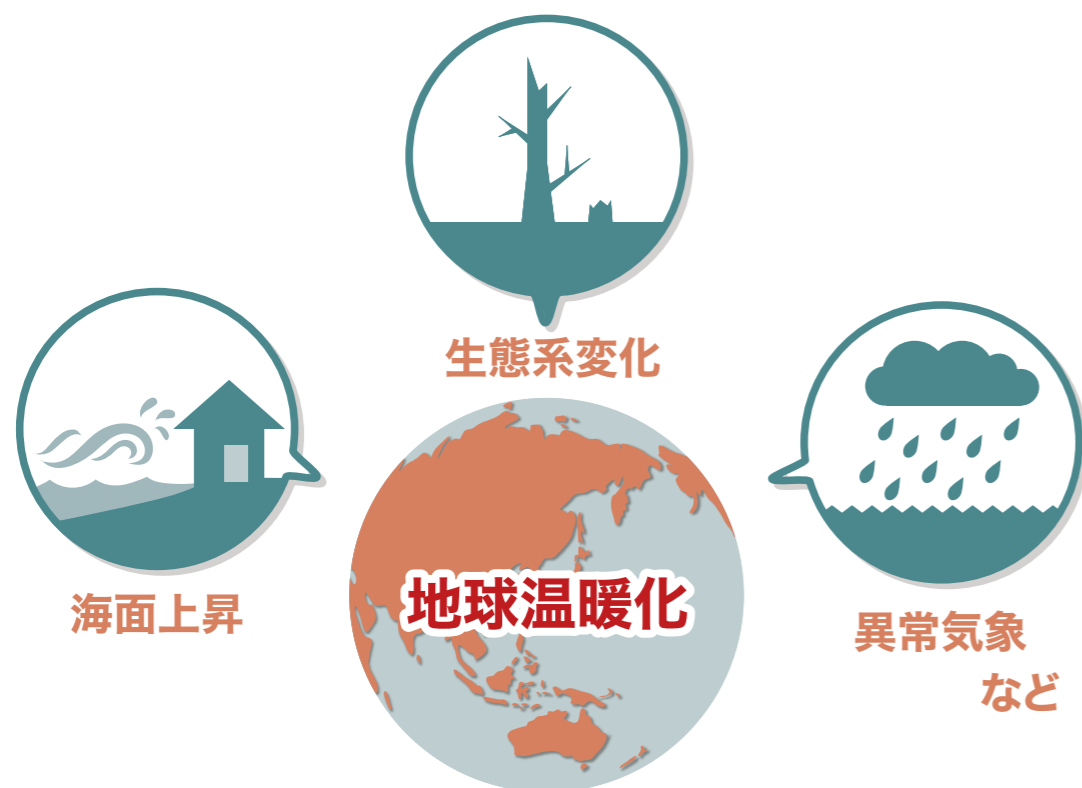 生態系変化
海面上昇
地球温暖化
異常気象
など